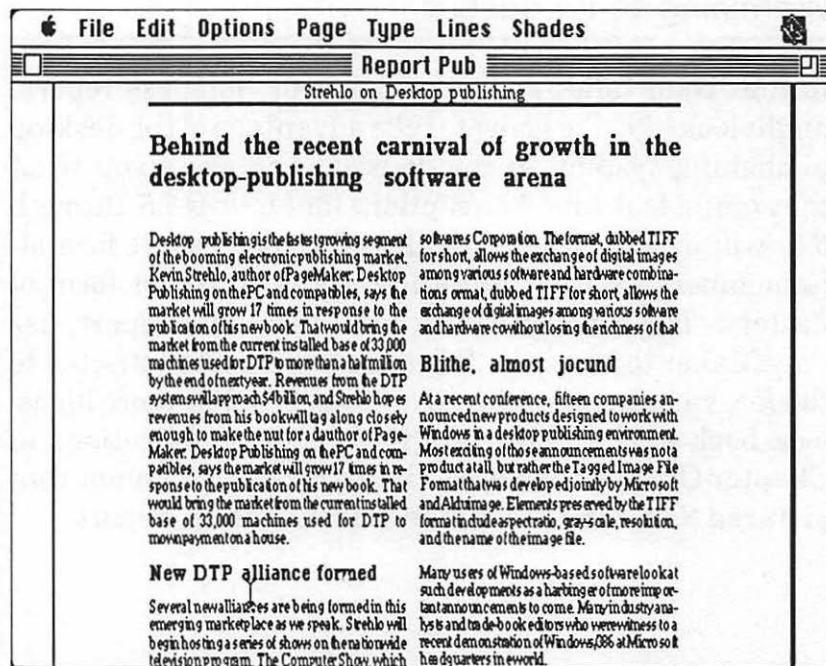 File Edit Options Page Type Lines Shades
Report Pub
Strehlo on Desktop publishing
Behind the recent carnival of growth in the
desktop-publishing software arena
Desktop publishing is the fastest growing segment
of the booming electronic publishing market.
Kevin Strehlo, author of PageMaker: Desktop
Publishing on the PC and compatibles, says the
market will grow 17 times in response to the
publication of his new book. That would bring the
market from the current installed base of 33,000
machines used for DTP to more than a half million
by the end of next year. Revenues from the DTP
systems will approach $4 billion, and Strehlo hopes
revenues from his book will tag along closely
enough to make the nut for a dauthor of Page-
Maker: Desktop Publishing on the PC and com-
patibles, says the market will grow 17 times in re-
sponse to the publication of his new book. That
would bring the market from the current installed
base of 33,000 machines used for DTP to
mownpayment on a house.
New DTP alliance formed
Several new alliances are being formed in this
emerging marketplace as we speak. Strehlo will
begin hosting a series of shows on the nationwide
television program, The Computer Show which
softwares Corporation. The format, dubbed TIFF
for short, allows the exchange of digital images
among various software and hardware combina-
tions ormat, dubbed TIFF for short, allows the
exchange of digital images among various software
and hardware cowithout losing the richness of that
Blithe, almost jocund
At a recent conference, fifteen companies an-
nounced new products designed to work with
Windows in a desktop publishing environment.
Most exciting of those announcements was not a
product at all, but rather the Tagged Image File
Format that was developed jointly by Microsoft
and Alduimage. Elements preserved by the TIFF
format include aspect ratio, gray-scale, resolution,
and the name of the image file.
Many users of Windows-based software look at
such developments as a harbinger of more impor-
tant announcements to come. Many industry ana-
lysts and trade-book editors who were witness to a
recent demonstration of Windows/386 at Microsoft
headquarters in eworld.